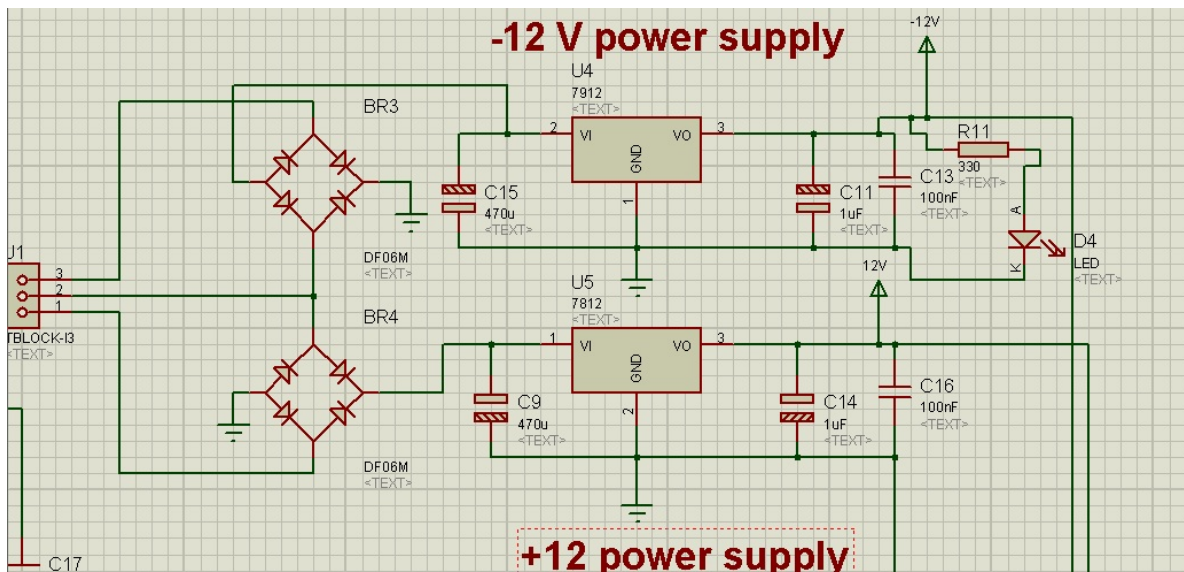 -12V
-12 V power supply
U4
7912
<TEXT>
BR3
2
VI
VO
3
GND
1
R11
330
<TEXT>
C15
470u
<TEXT>
C11
1uF
<TEXT>
C13
100nF
<TEXT>
A
K
D4
LED
<TEXT>
DF06M
<TEXT>
J1
3
2
1
TBLOCK-I3
<TEXT>
12V
U5
7812
<TEXT>
BR4
1
VI
VO
3
GND
2
C9
470u
<TEXT>
C14
1uF
<TEXT>
C16
100nF
<TEXT>
DF06M
<TEXT>
+12 power supply
C17